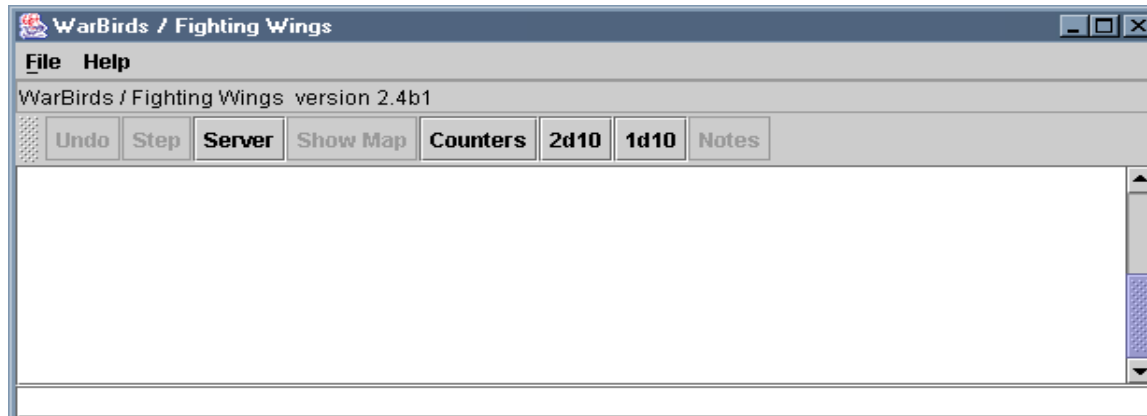 WarBirds / Fighting Wings
File Help
WarBirds / Fighting Wings version 2.4b1
Undo Step Server Show Map Counters 2d10 1d10 Notes